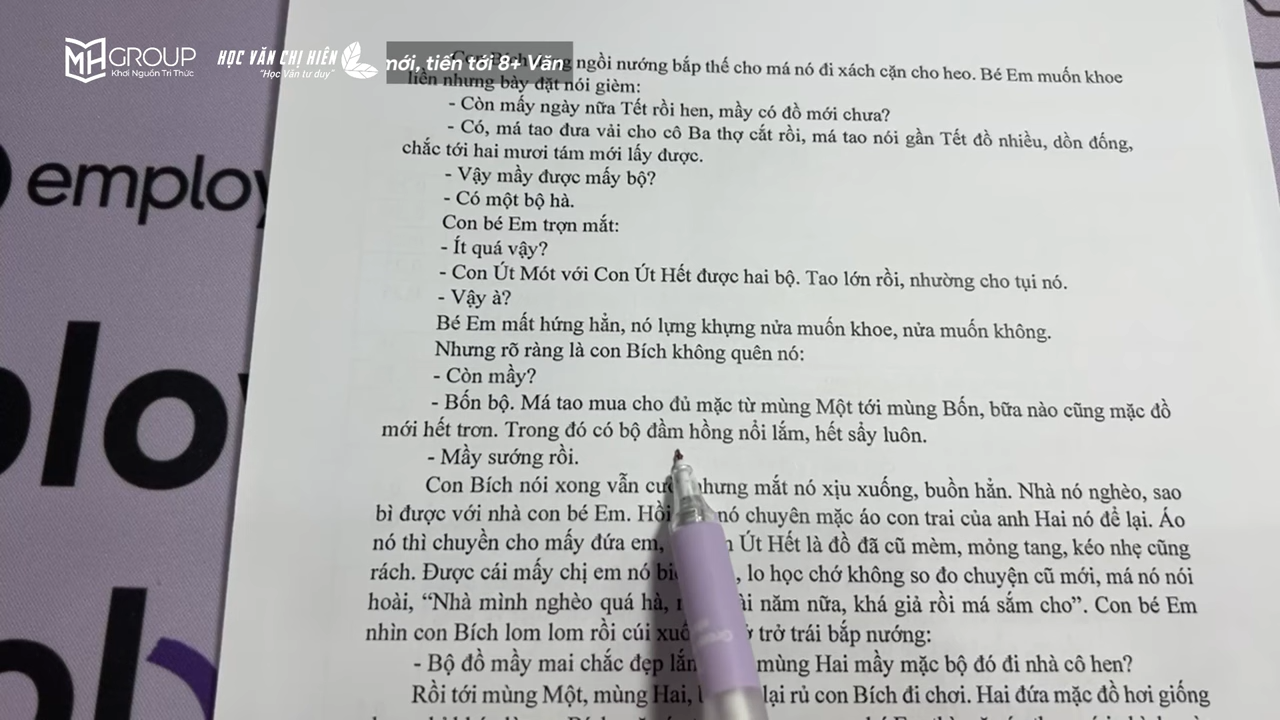 MH GROUP
Khơi Nguồn Tri Thức
HỌC VĂN CHỊ HIÊN
"Học Văn tư duy"
mới, tiến tới 8+ Văn
employ
ploy
Con Bích ngồi nướng bắp thế cho má nó đi xách cặn cho heo. Bé Em muốn khoe
liền nhưng bày đặt nói gièm:
- Còn mấy ngày nữa Tết rồi hen, mầy có đồ mới chưa?
- Có, má tao đưa vải cho cô Ba thợ cắt rồi, má tao nói gần Tết đồ nhiều, dồn đống,
chắc tới hai mươi tám mới lấy được.
- Vậy mầy được mấy bộ?
- Có một bộ hà.
Con bé Em trợn mắt:
- Ít quá vậy?
- Con Út Mót với Con Út Hết được hai bộ. Tao lớn rồi, nhường cho tụi nó.
- Vậy à?
Bé Em mất hứng hẳn, nó lựng khựng nửa muốn khoe, nửa muốn không.
Nhưng rõ ràng là con Bích không quên nó:
- Còn mầy?
- Bốn bộ. Má tao mua cho đủ mặc từ mùng Một tới mùng Bốn, bữa nào cũng mặc đồ
mới hết trơn. Trong đó có bộ đầm hồng nổi lắm, hết sẩy luôn.
- Mầy sướng rồi.
Con Bích nói xong vẫn nhưng mắt nó xịu xuống, buồn hẳn. Nhà nó nghèo, sao
bì được với nhà con bé Em. Hồi nó chuyên mặc áo con trai của anh Hai nó để lại. Áo
nó thì chuyền cho mấy đứa em, Út Hết là đồ đã cũ mèm, mỏng tang, kéo nhẹ cũng
rách. Được cái mấy chị em nó , lo học chớ không so đo chuyện cũ mới, má nó nói
hoài, “Nhà mình nghèo quá hà, năm nữa, khá giả rồi má sắm cho”. Con bé Em
nhìn con Bích lom lom rồi cúi trở trái bắp nướng:
- Bộ đồ mầy mai chắc đẹp mùng Hai mầy mặc bộ đó đi nhà cô hen?
Rồi tới mùng Một, mùng Hai, lại rủ con Bích đi chơi. Hai đứa mặc đồ hơi giống